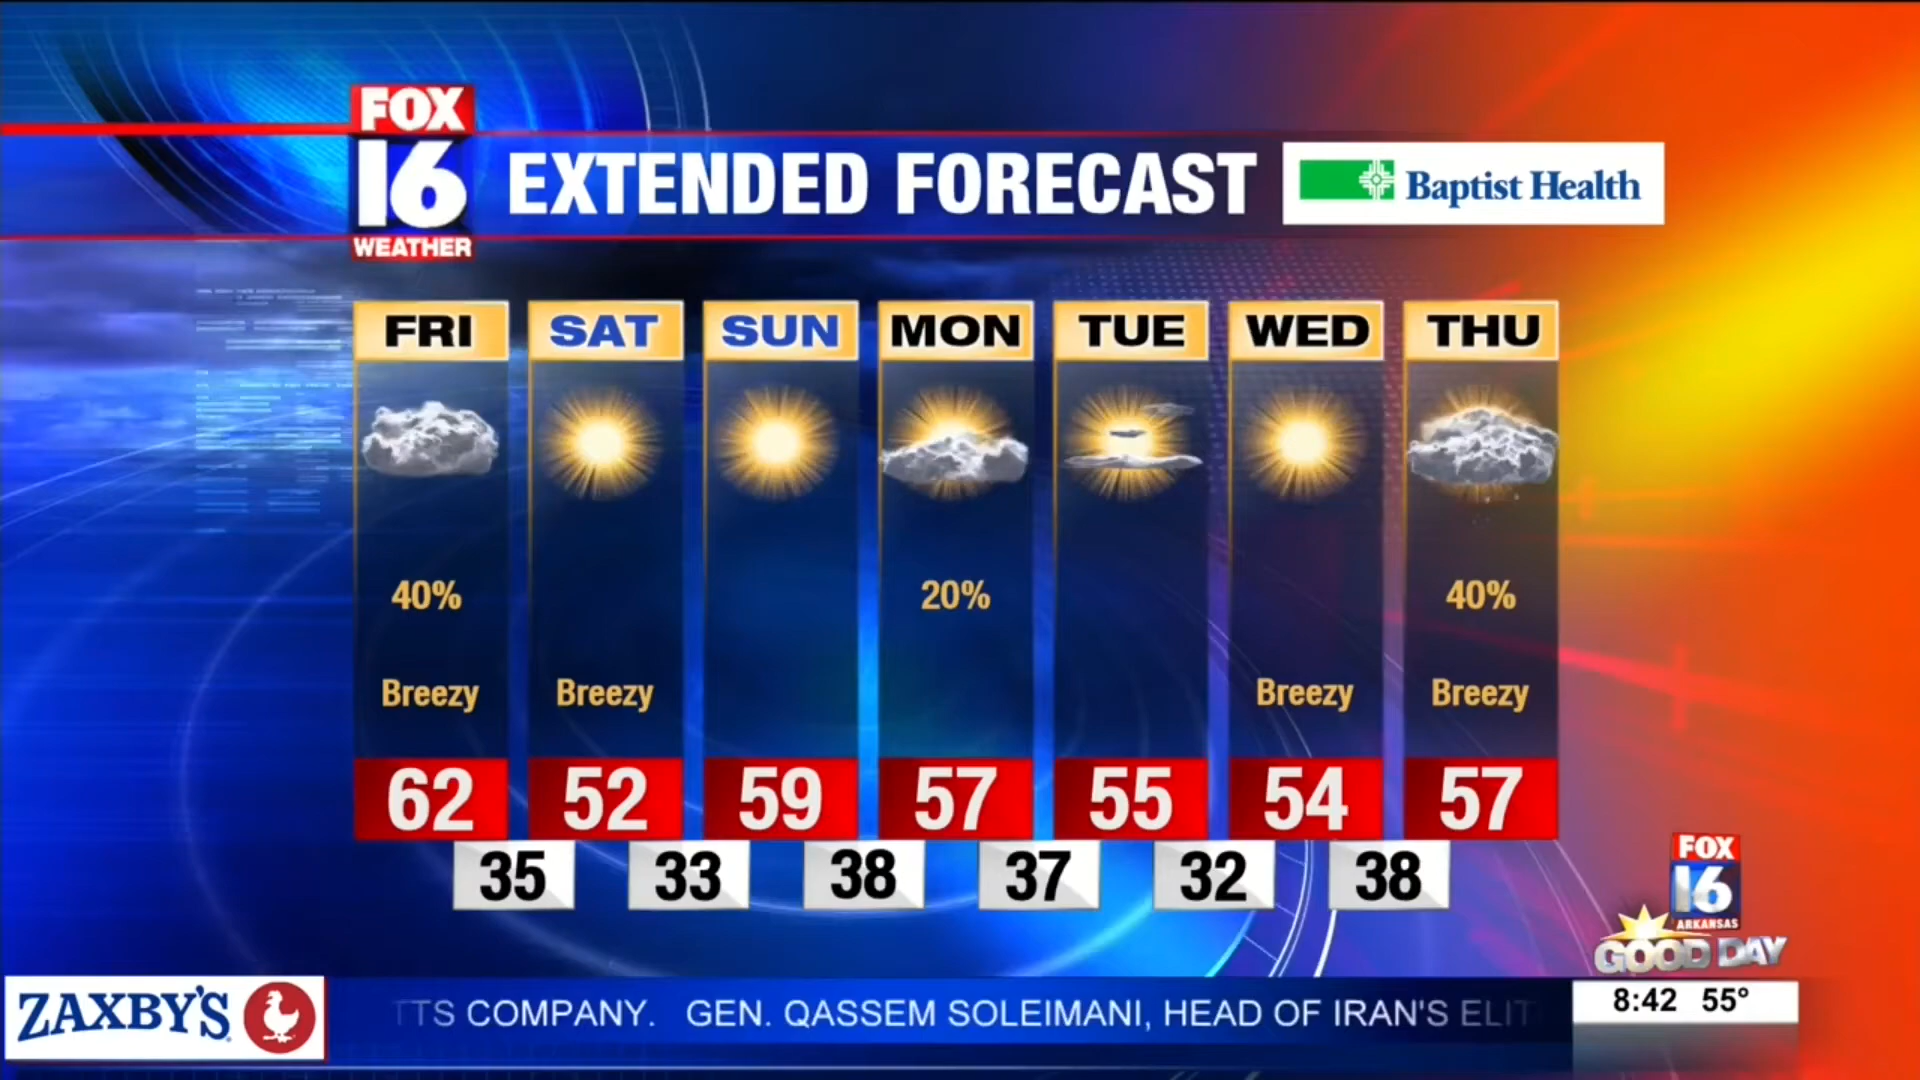 FOX
16
WEATHER
EXTENDED FORECAST
Baptist Health
FRI SAT SUN MON TUE WED THU
40% 20% 40%
Breezy Breezy Breezy Breezy
62 52 59 57 55 54 57
35 33 38 37 32 38
FOX
16
ARKANSAS
GOOD DAY
ZAXBY'S
TTS COMPANY. GEN. QASSEM SOLEIMANI, HEAD OF IRAN'S ELIT
8:42 55°